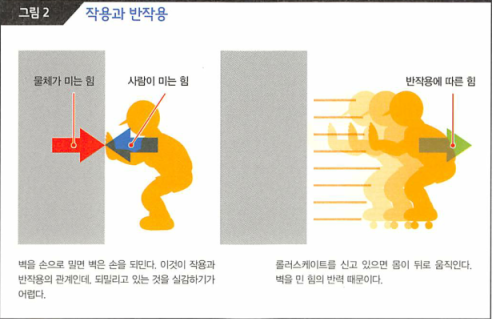 그림 2 작용과 반작용
물체가 미는 힘 사람이 미는 힘 반작용에 따른 힘
벽을 손으로 밀면 벽은 손을 되민다. 이것이 작용과
반작용의 관계인데, 되밀리고 있는 것을 실감하기가
어렵다.
롤러스케이트를 신고 있으면 몸이 뒤로 움직인다.
벽을 민 힘의 반력 때문이다.